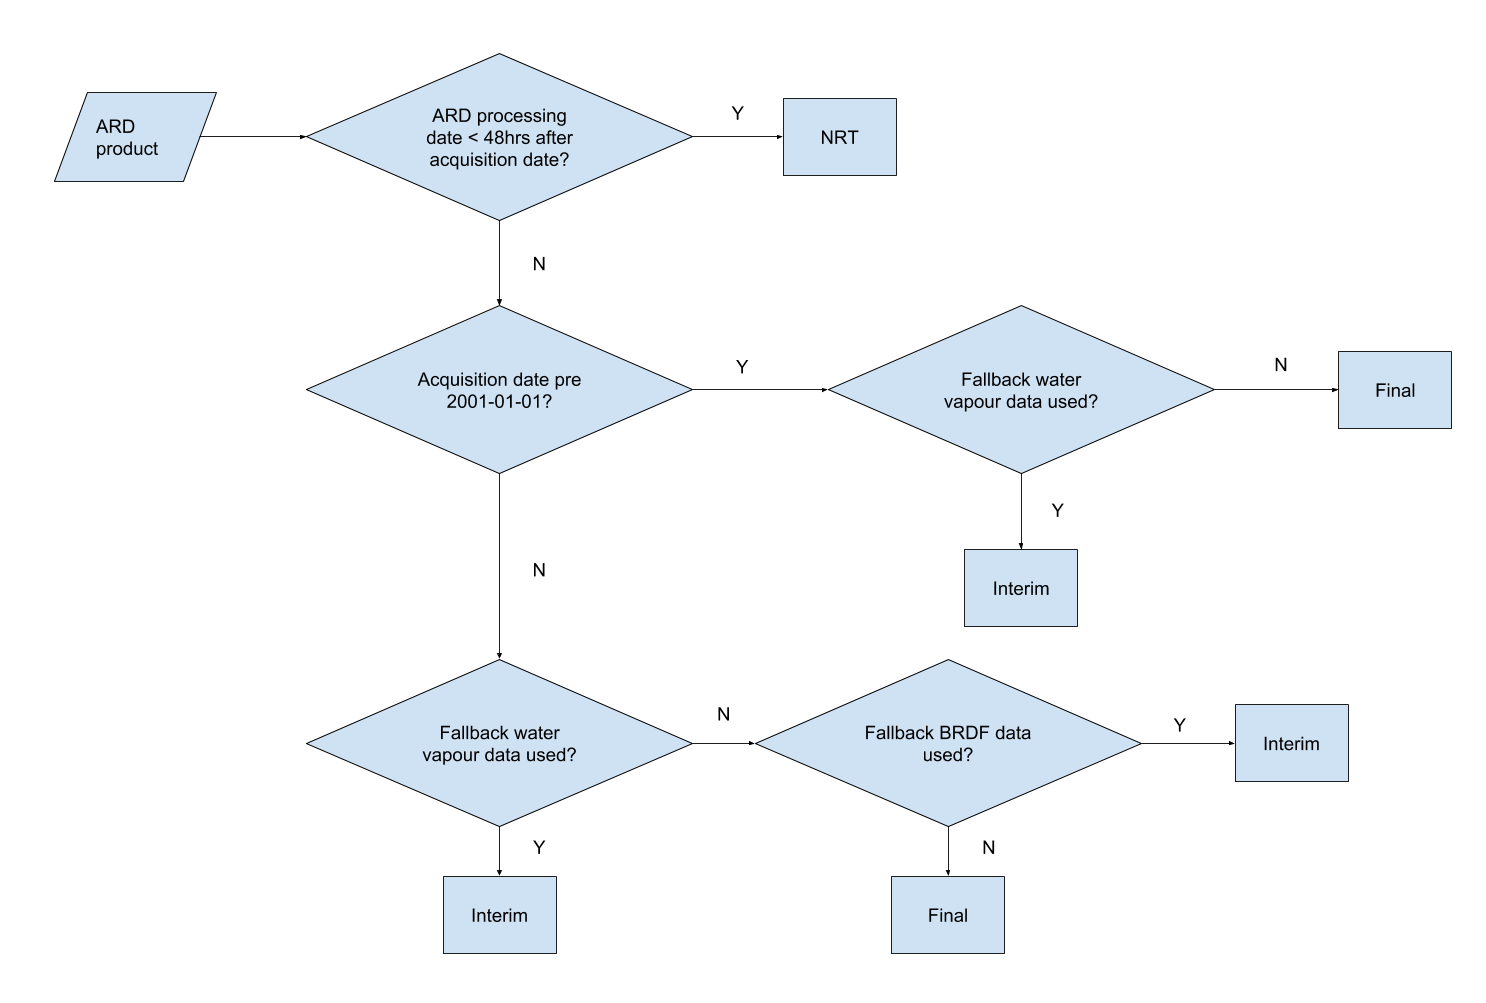 ARD
product
ARD processing
date < 48hrs after
acquisition date?
Y
NRT
N
Acquisition date pre
2001-01-01?
Y
Fallback water
vapour data used?
N
Final
Y
Interim
N
Fallback water
vapour data used?
N
Fallback BRDF data
used?
Y
Interim
Y
Interim
N
Final